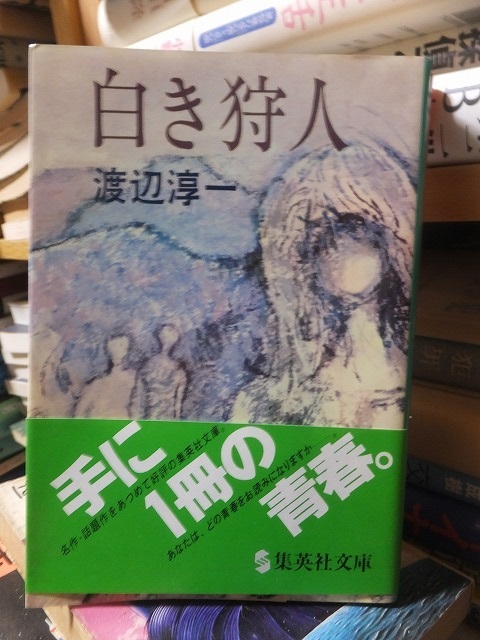 白き狩人
渡辺淳一
手に
1冊の
青春。
名作・話題作をあつめて好評の集英社文庫。
あなたは、どの青春をお読みになりますか
集英社文庫